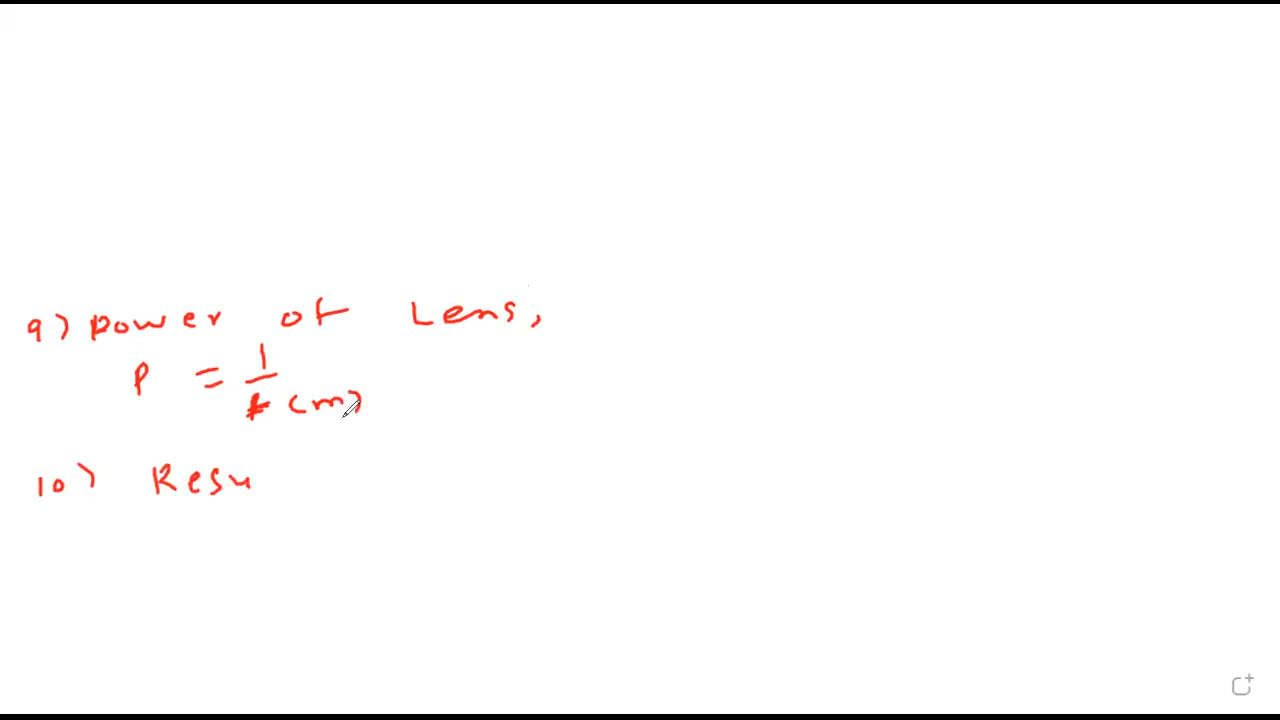 9) power of Lens,
P = 1
f (m)
10) Resu